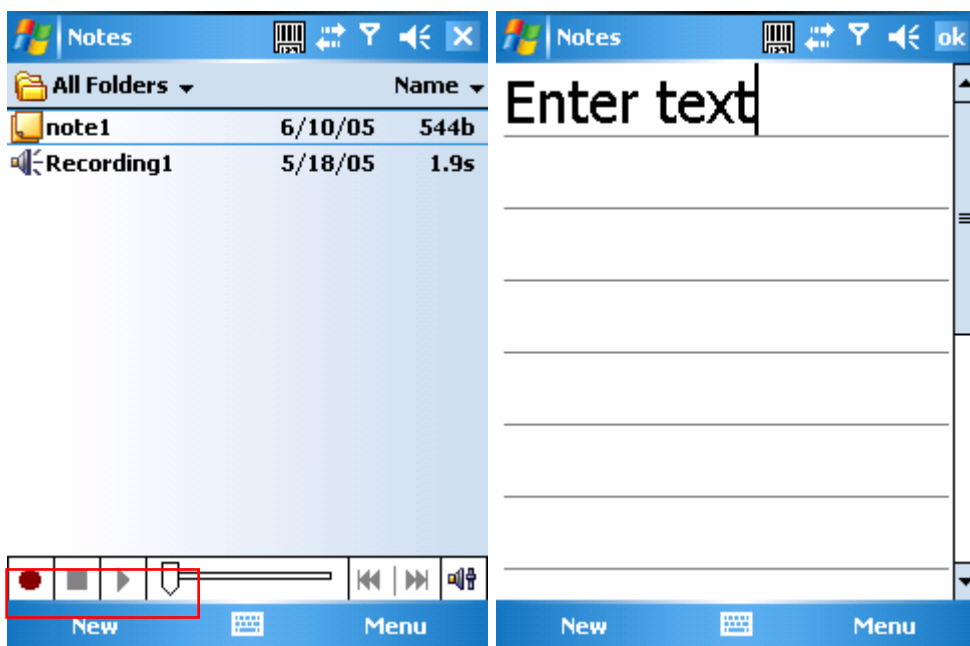 Notes
All Folders Name
note1 6/10/05 544b
Recording1 5/18/05 1.9s
New Menu
Notes ok
Enter text
New Menu